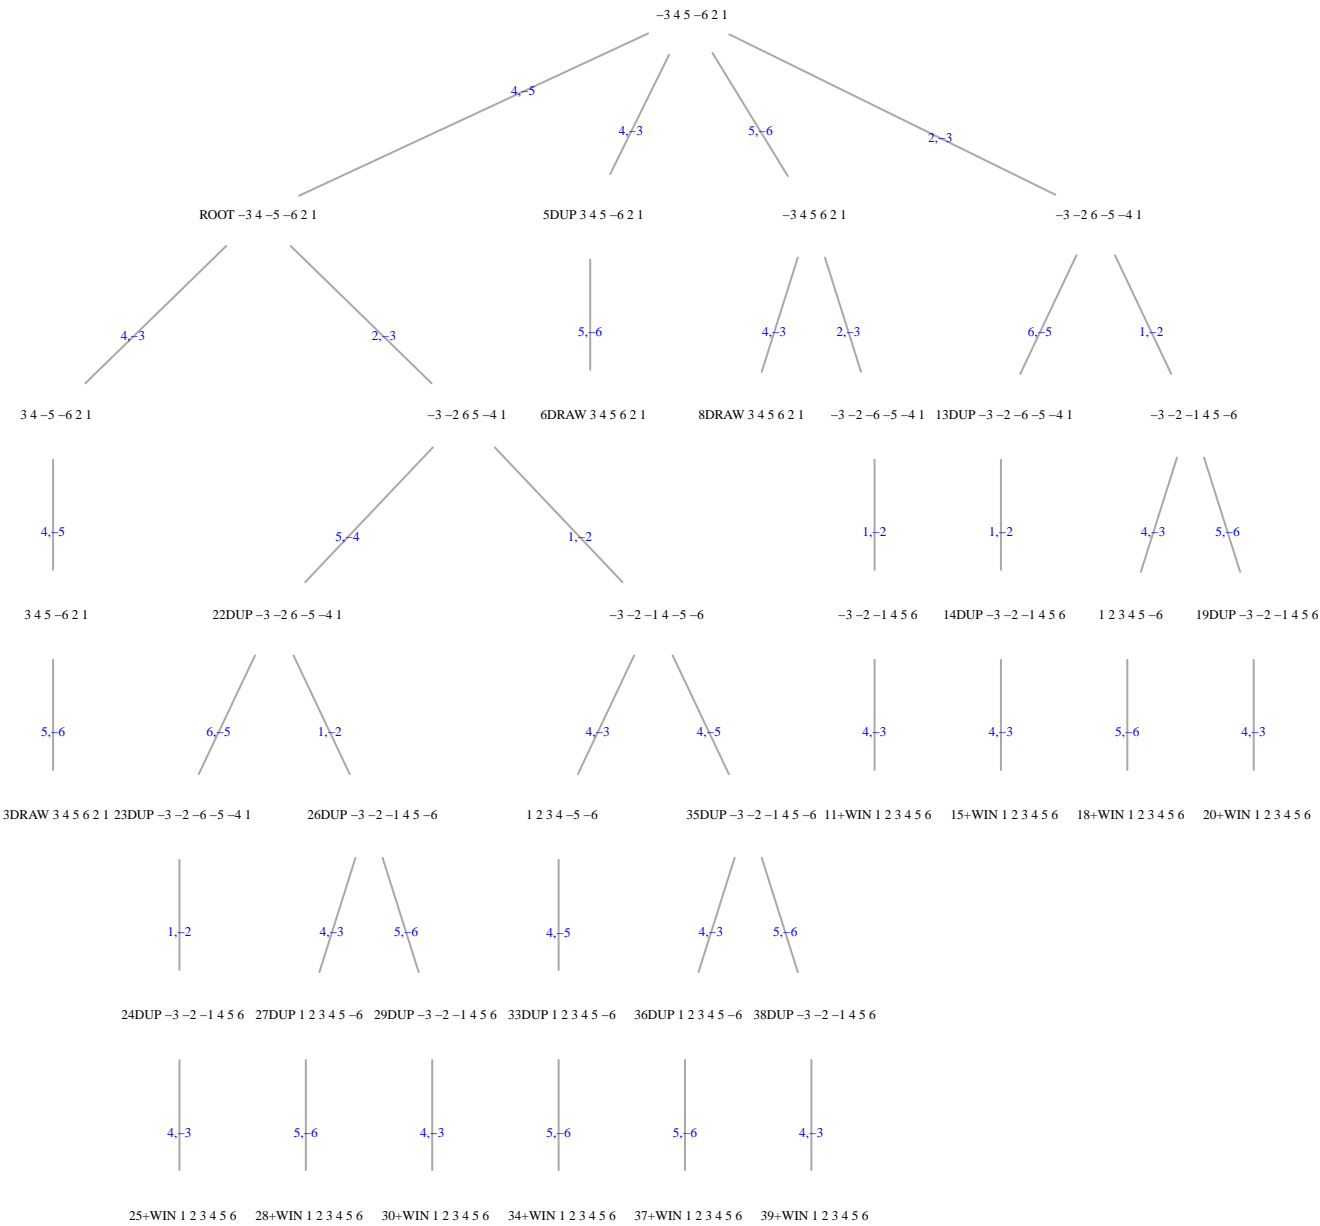 −3 4 5 −6 2 1
4,−5
4,−3
5,−6
2,−3
ROOT −3 4 −5 −6 2 1
5DUP 3 4 5 −6 2 1
−3 4 5 6 2 1
−3 −2 6 −5 −4 1
4,−3
2,−3
5,−6
4,−3
2,−3
6,−5
1,−2
3 4 −5 −6 2 1
−3 −2 6 5 −4 1
6DRAW 3 4 5 6 2 1
8DRAW 3 4 5 6 2 1
−3 −2 −6 −5 −4 1
13DUP −3 −2 −6 −5 −4 1
−3 −2 −1 4 5 −6
4,−5
5,−4
1,−2
1,−2
1,−2
4,−3
5,−6
3 4 5 −6 2 1
22DUP −3 −2 6 −5 −4 1
−3 −2 −1 4 −5 −6
−3 −2 −1 4 5 6
14DUP −3 −2 −1 4 5 6
1 2 3 4 5 −6
19DUP −3 −2 −1 4 5 6
5,−6
6,−5
1,−2
4,−3
4,−5
4,−3
4,−3
5,−6
4,−3
3DRAW 3 4 5 6 2 1
23DUP −3 −2 −6 −5 −4 1
26DUP −3 −2 −1 4 5 −6
1 2 3 4 −5 −6
35DUP −3 −2 −1 4 5 −6
11+WIN 1 2 3 4 5 6
15+WIN 1 2 3 4 5 6
18+WIN 1 2 3 4 5 6
20+WIN 1 2 3 4 5 6
1,−2
4,−3
5,−6
4,−5
4,−3
5,−6
24DUP −3 −2 −1 4 5 6
27DUP 1 2 3 4 5 −6
29DUP −3 −2 −1 4 5 6
33DUP 1 2 3 4 5 −6
36DUP 1 2 3 4 5 −6
38DUP −3 −2 −1 4 5 6
4,−3
5,−6
4,−3
5,−6
5,−6
4,−3
25+WIN 1 2 3 4 5 6
28+WIN 1 2 3 4 5 6
30+WIN 1 2 3 4 5 6
34+WIN 1 2 3 4 5 6
37+WIN 1 2 3 4 5 6
39+WIN 1 2 3 4 5 6